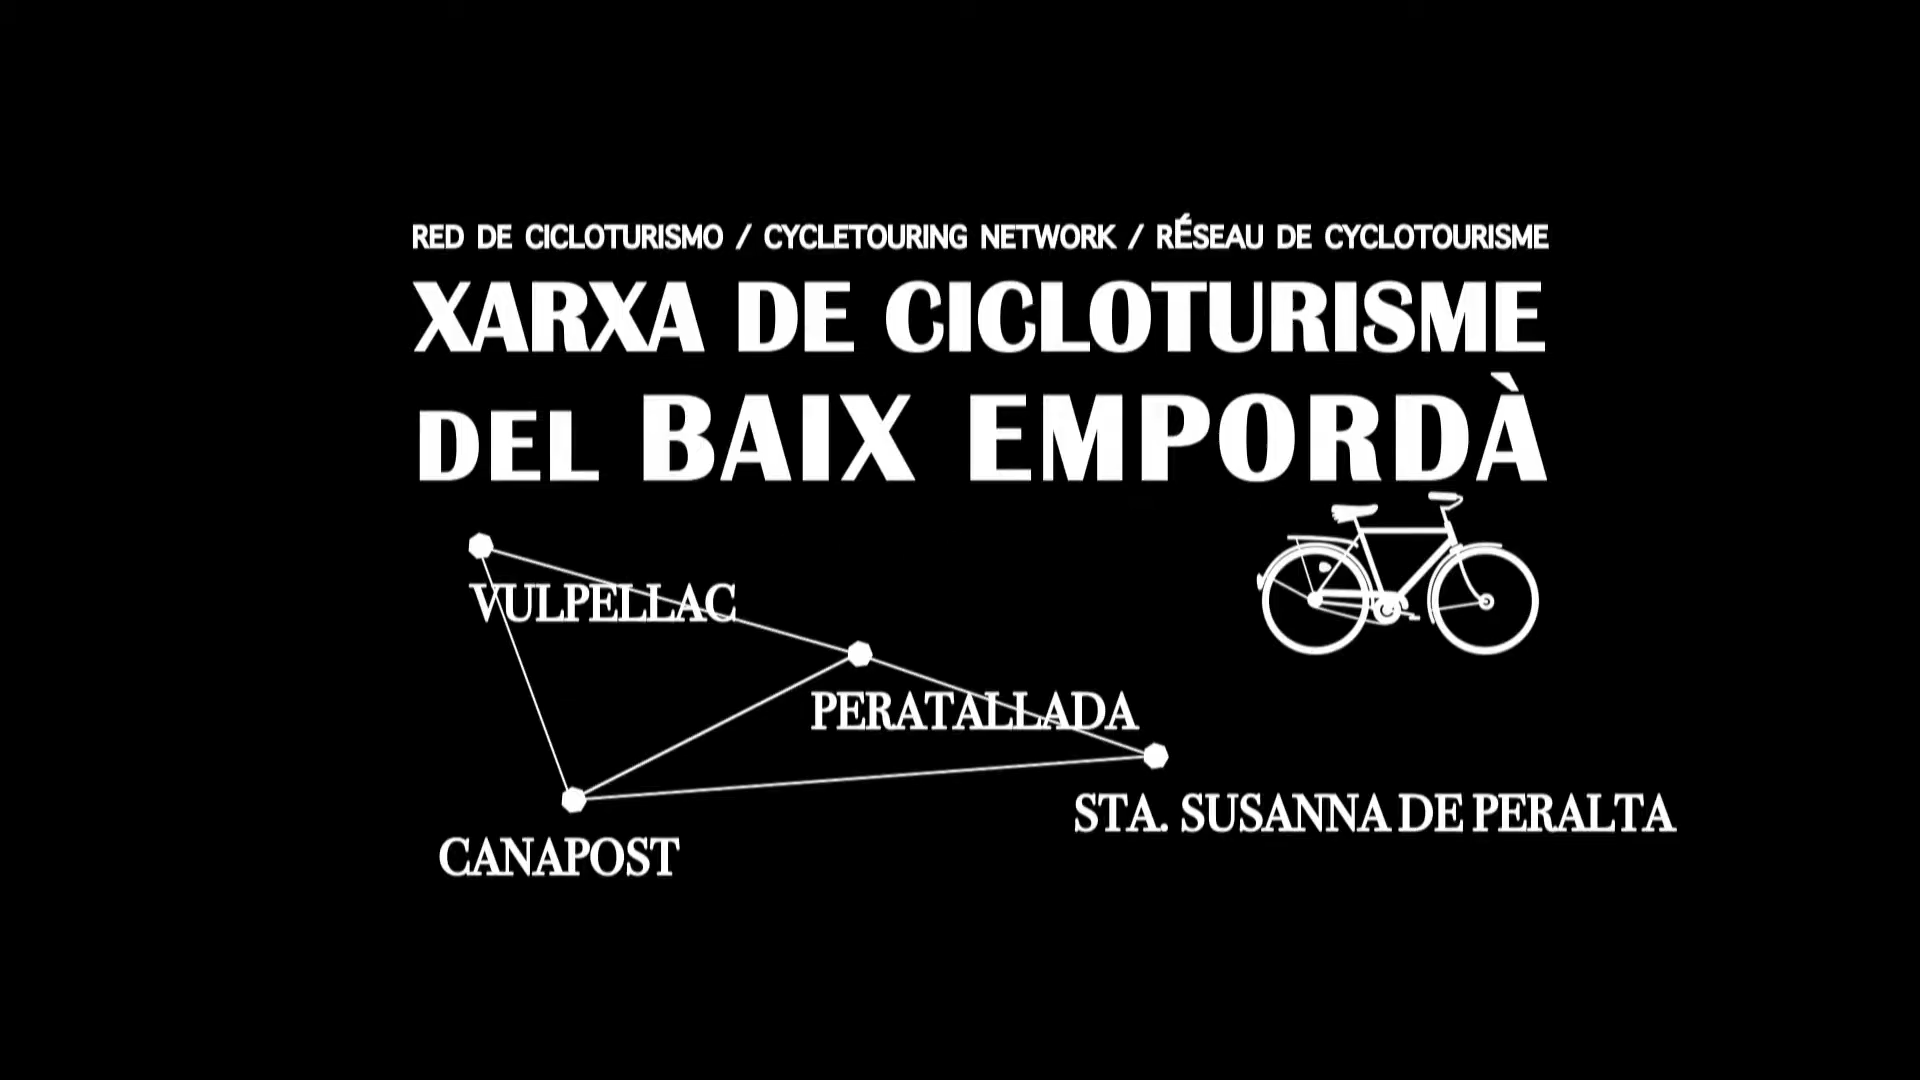 RED DE CICLOTURISMO / CYCLETOURING NETWORK / RÉSEAU DE CYCLOTOURISME
XARXA DE CICLOTURISME
DEL BAIX EMPORDÀ
VULPELLAC
PERATALLADA
STA. SUSANNA DE PERALTA
CANAPOST